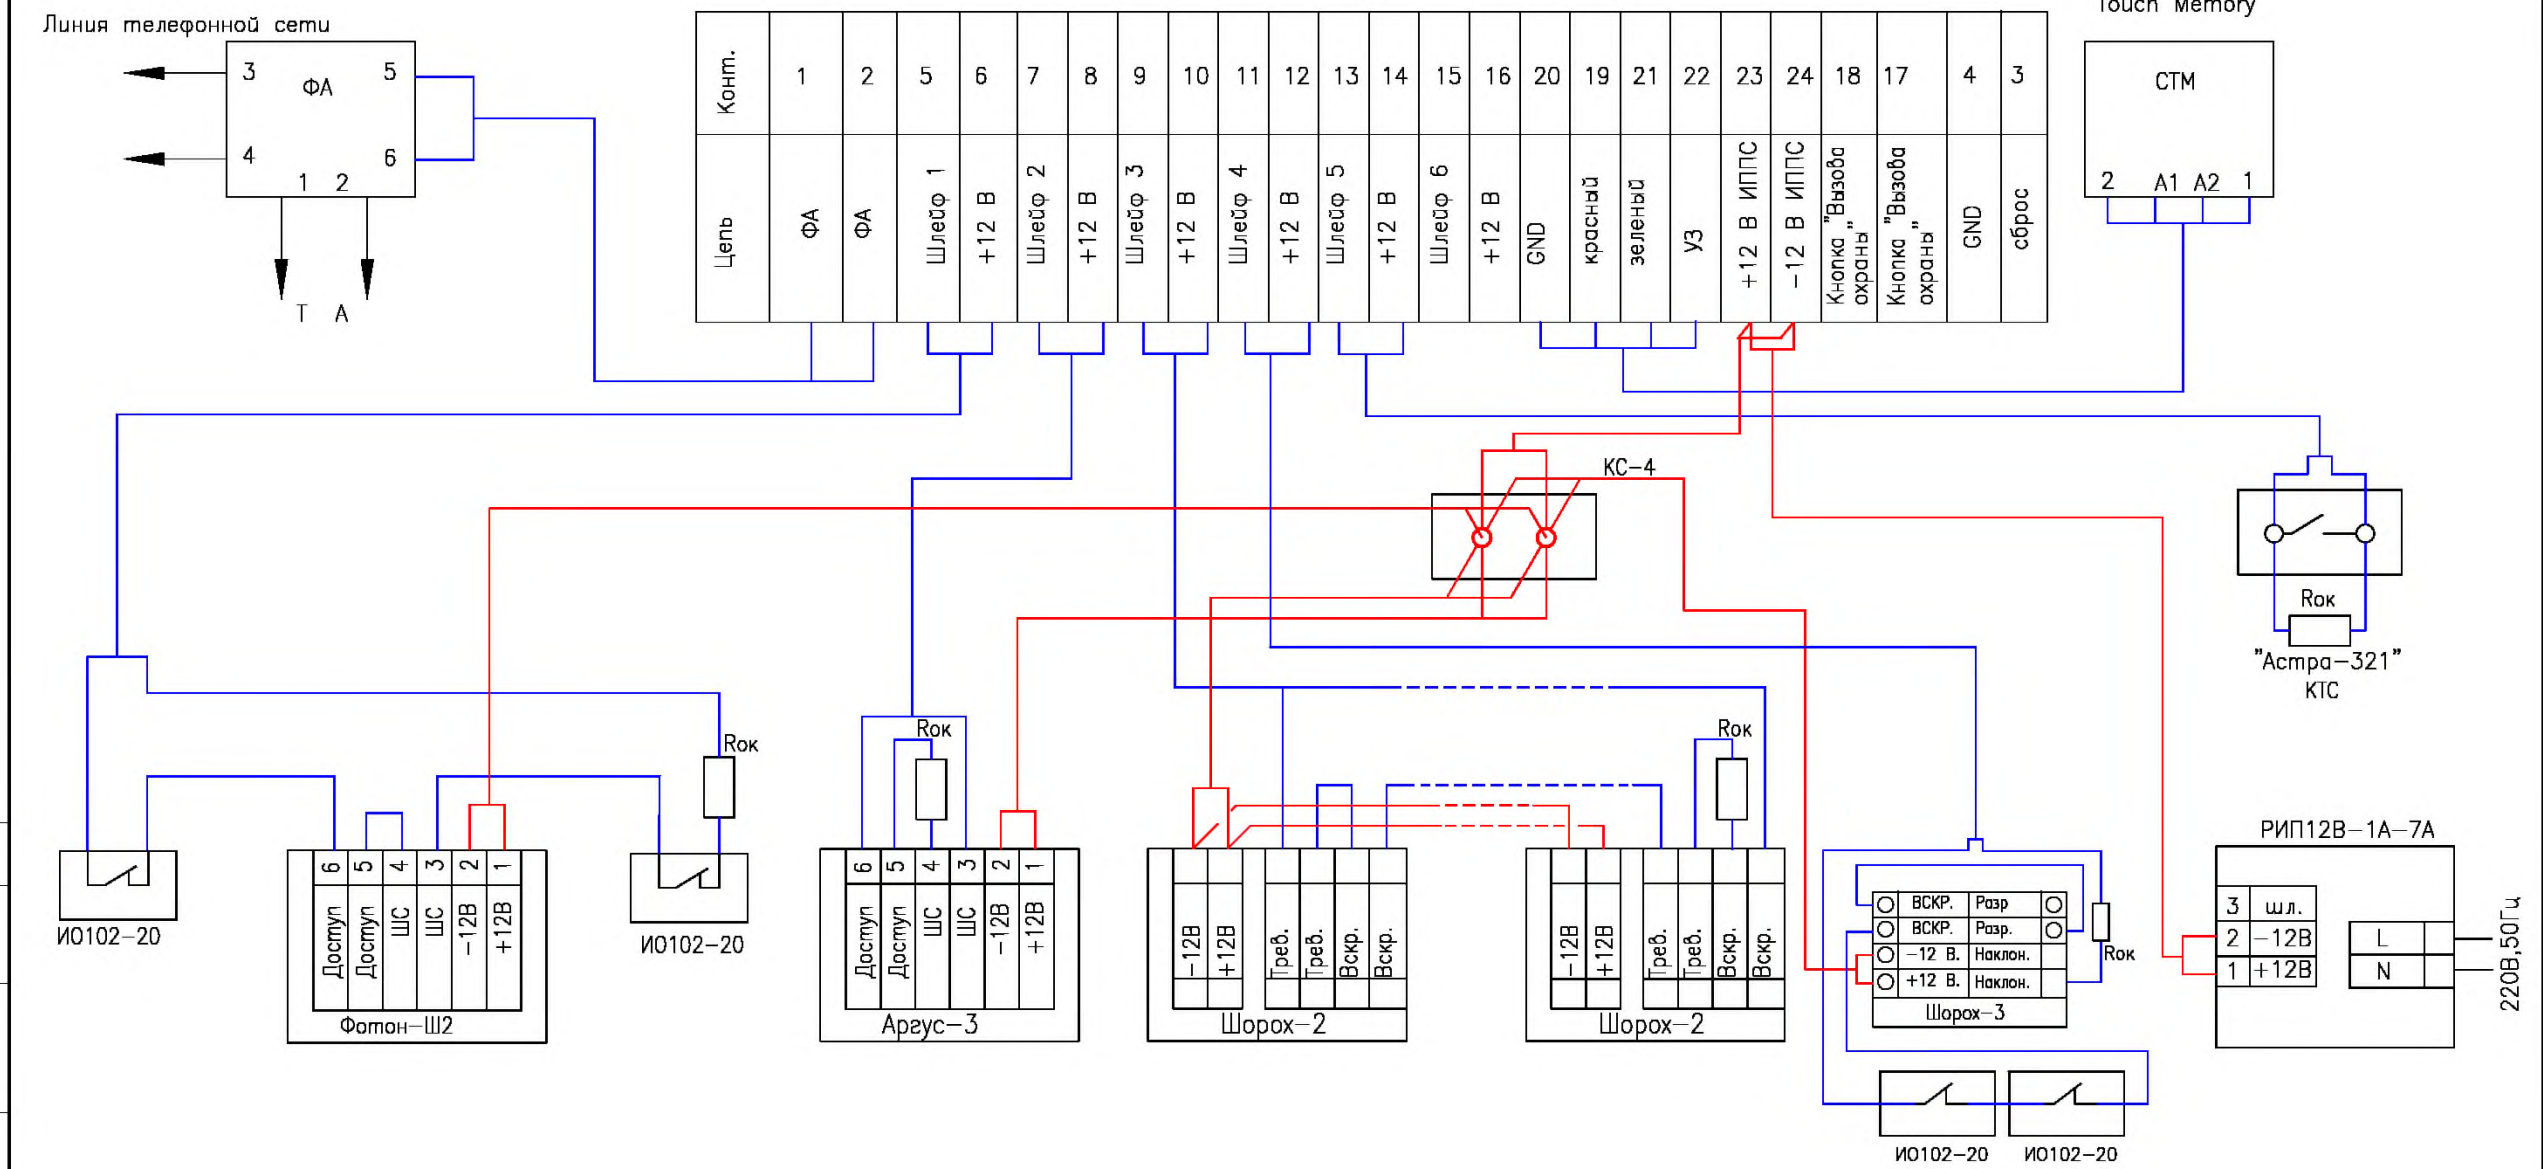 Линия телефонной сети
Touch Memory
3
ФА
5
4
6
1 2
Т А
Конт.
1 2 5 6 7 8 9 10 11 12 13 14 15 16 20 19 21 22 23 24 18 17 4 3
Цепь
ФА
ФА
Шлейф 1
+12 В
Шлейф 2
+12 В
Шлейф 3
+12 В
Шлейф 4
+12 В
Шлейф 5
+12 В
Шлейф 6
+12 В
GND
красный
зеленый
УЗ
+12 В ИППС
-12 В ИППС
Кнопка "Вызова
охраны"
Кнопка "Вызова
охраны"
GND
сброс
СТМ
2 А1 А2 1
КС-4
Rок
"Астра-321"
КТС
Rок
Rок
Rок
ИО102-20
6 5 4 3 2 1
Доступ
Доступ
ШС
ШС
-12В
+12В
Фотон-Ш2
ИО102-20
6 5 4 3 2 1
Доступ
Доступ
ШС
ШС
-12В
+12В
Аргус-3
-12В
+12В
Трев.
Трев.
Вскр.
Вскр.
Шорох-2
-12В
+12В
Трев.
Трев.
Вскр.
Вскр.
Шорох-2
ВСКР. Разр
ВСКР. Разр.
-12 В. Наклон.
+12 В. Наклон.
Шорох-3
Rок
РИП12В-1А-7А
3 шл.
2 -12В
1 +12В
L
N
220В,50Гц
ИО102-20
ИО102-20